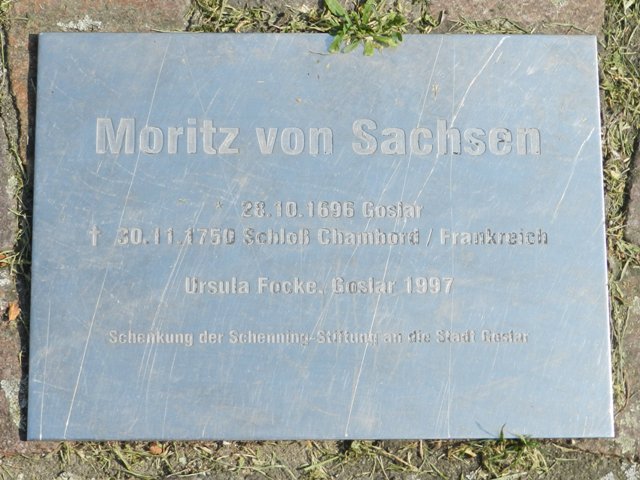 Moritz von Sachsen
* 28.10.1696 Goslar
† 30.11.1750 Schloß Chambord / Frankreich
Ursula Focke, Goslar 1997
Schenkung der Schenning-Stiftung an die Stadt Goslar